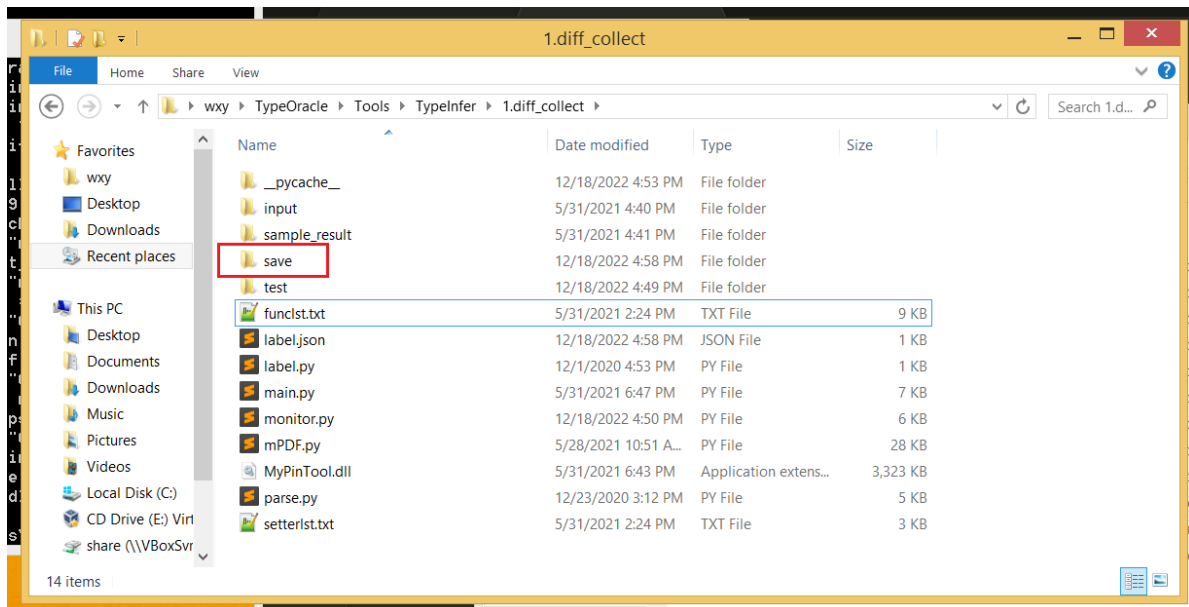 1.diff_collect
File Home Share View
wxy TypeOracle Tools TypeInfer 1.diff_collect Search 1.d...
Name Date modified Type Size
Favorites
wxy
Desktop
Downloads
Recent places
This PC
Desktop
Documents
Downloads
Music
Pictures
Videos
Local Disk (C:)
CD Drive (E:) Virt
share (\\VBoxSvr
__pycache__ 12/18/2022 4:53 PM File folder
input 5/31/2021 4:40 PM File folder
sample_result 5/31/2021 4:41 PM File folder
save 12/18/2022 4:58 PM File folder
test 12/18/2022 4:49 PM File folder
funclst.txt 5/31/2021 2:24 PM TXT File 9 KB
label.json 12/18/2022 4:58 PM JSON File 1 KB
label.py 12/1/2020 4:53 PM PY File 1 KB
main.py 5/31/2021 6:47 PM PY File 7 KB
monitor.py 12/18/2022 4:50 PM PY File 6 KB
mPDF.py 5/28/2021 10:51 A... PY File 28 KB
MyPinTool.dll 5/31/2021 6:43 PM Application extens... 3,323 KB
parse.py 12/23/2020 3:12 PM PY File 5 KB
setterlst.txt 5/31/2021 2:24 PM TXT File 3 KB
14 items